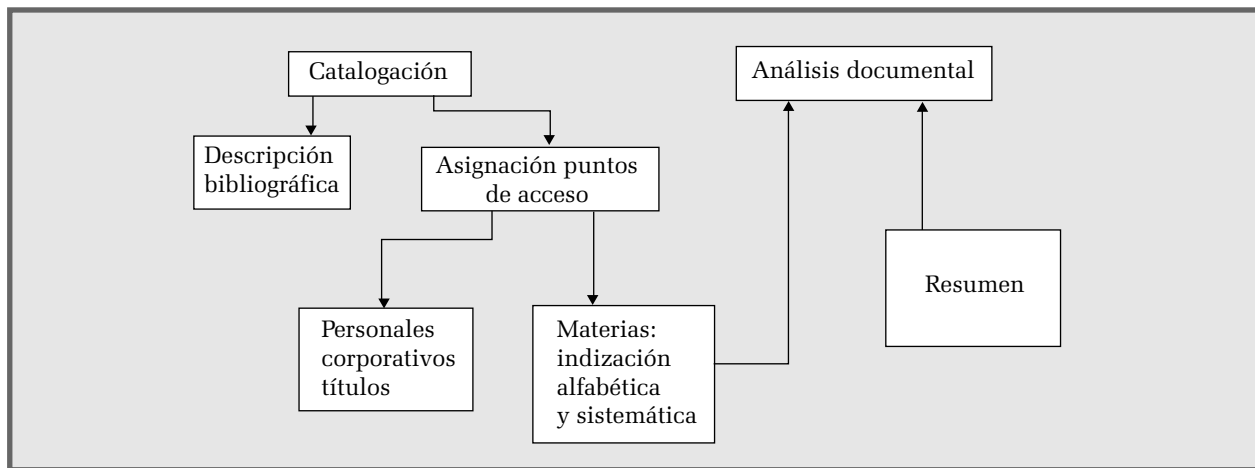 Catalogación
Análisis documental
Descripción
bibliográfica
Asignación puntos
de acceso
Resumen
Personales
corporativos
títulos
Materias:
indización
alfabética
y sistemática